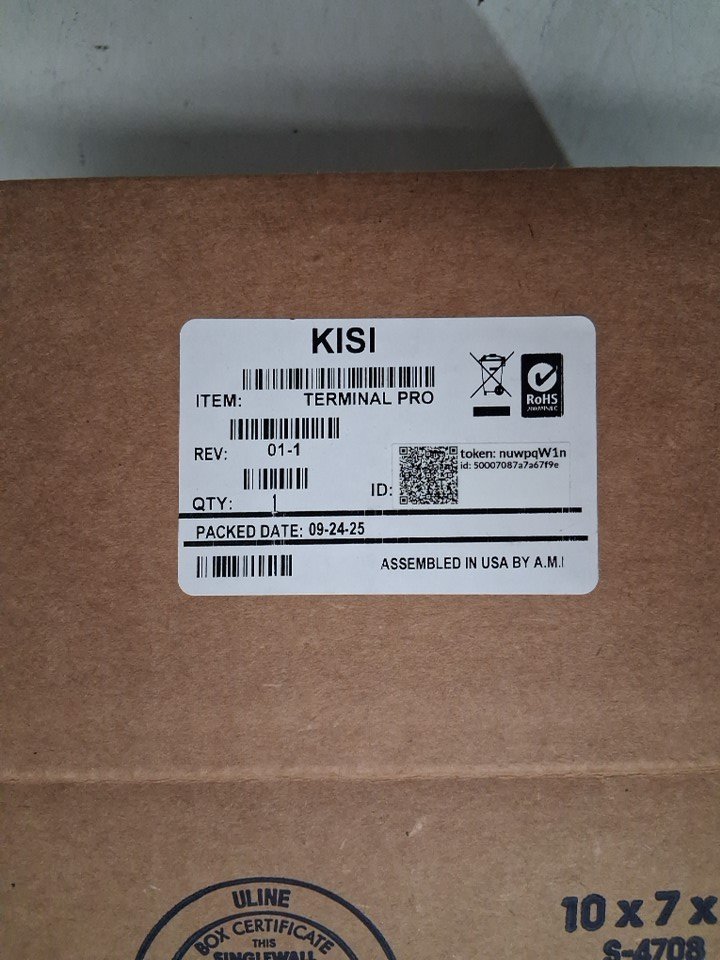 KISI
ITEM: TERMINAL PRO
RoHS
REV: 01-1
token: nuwpqW1n
id: 50007087a7a67f9e
ID:
QTY: 1
PACKED DATE: 09-24-25
ASSEMBLED IN USA BY A.M.I
ULINE
BOX CERTIFICATE
THIS
SINGLEWALL
10 x 7 x
S-4708